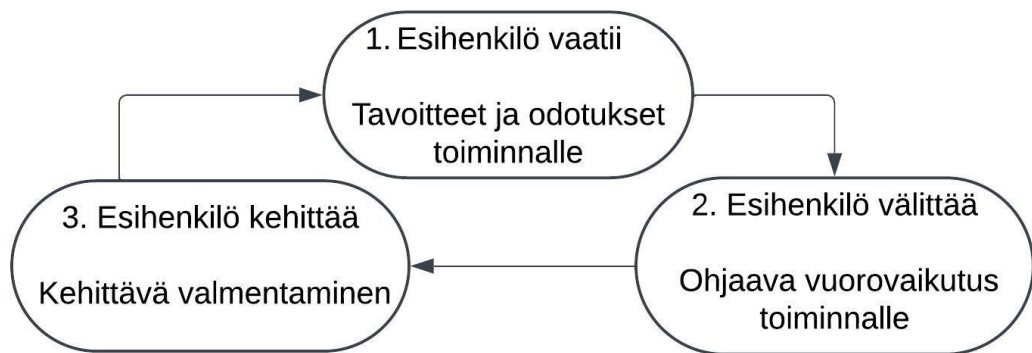 1. Esihenkilö vaatii
Tavoitteet ja odotukset
toiminnalle
2. Esihenkilö välittää
Ohjaava vuorovaikutus
toiminnalle
3. Esihenkilö kehittää
Kehittävä valmentaminen